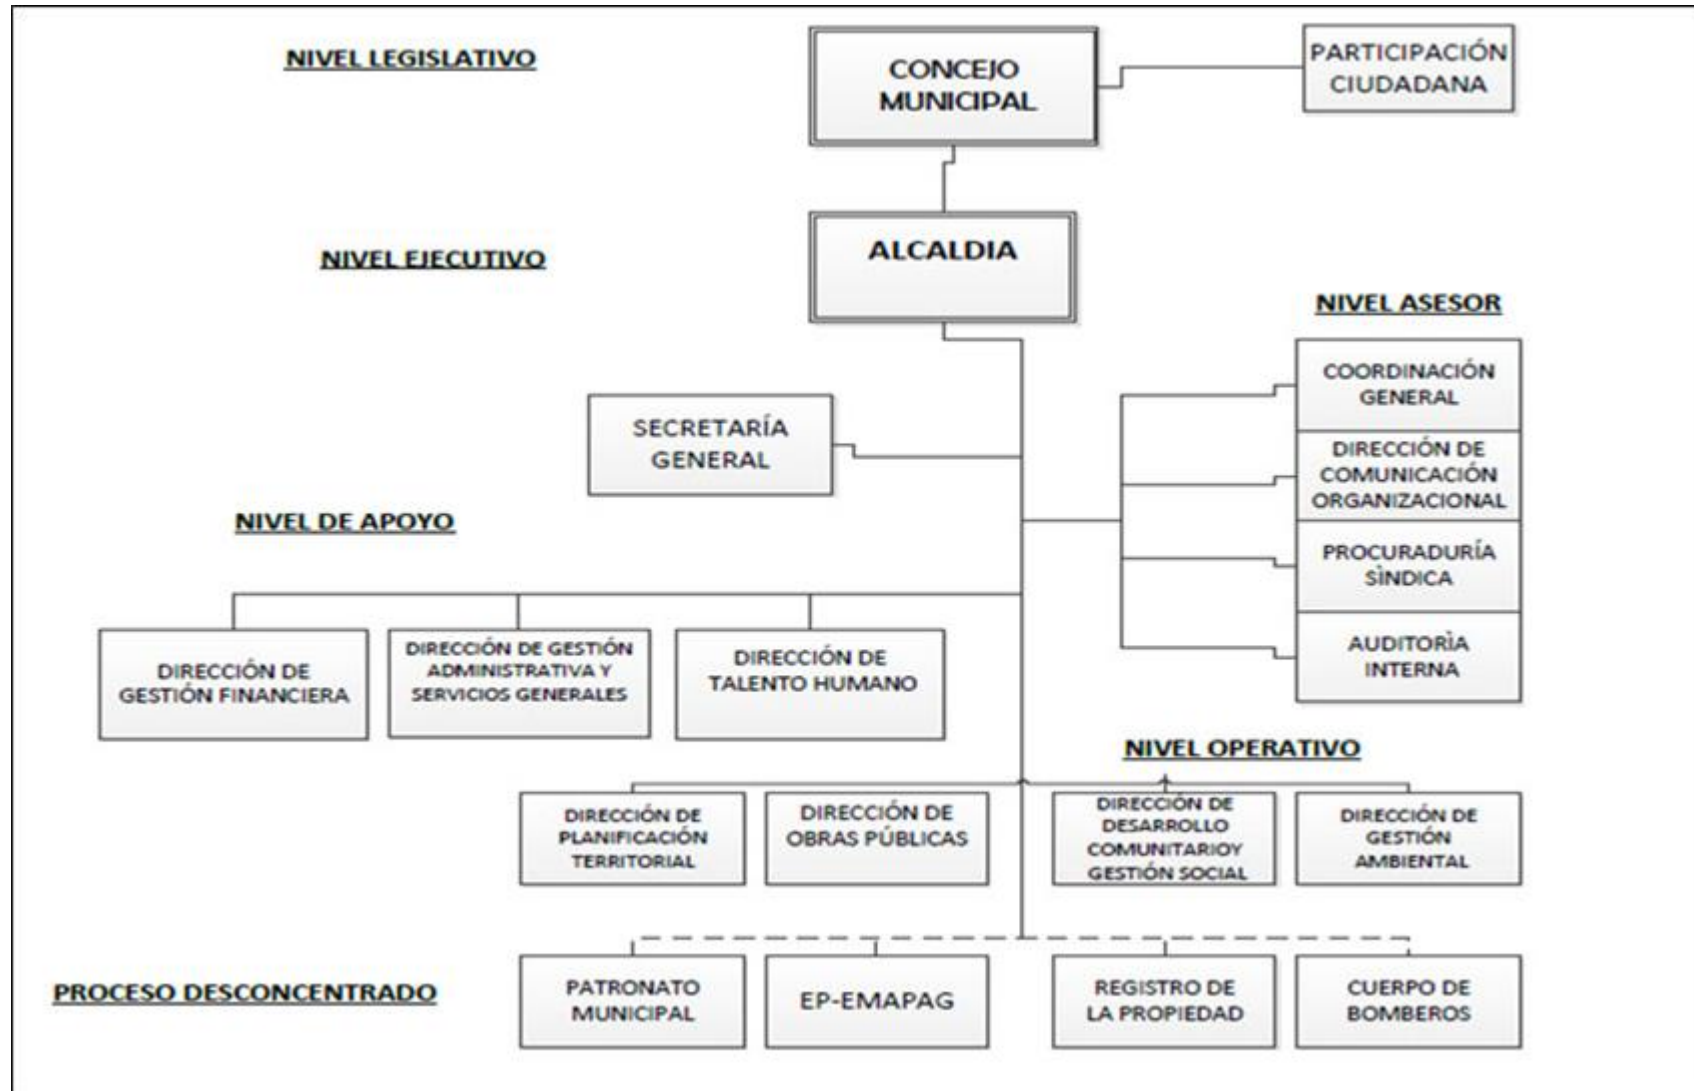 NIVEL LEGISLATIVO
CONCEJO
MUNICIPAL
PARTICIPACIÓN
CIUDADANA
NIVEL EJECUTIVO
ALCALDIA
NIVEL ASESOR
COORDINACIÓN
GENERAL
DIRECCIÓN DE
COMUNICACIÓN
ORGANIZACIONAL
PROCURADURÍA
SÌNDICA
AUDITORÌA
INTERNA
SECRETARÍA
GENERAL
NIVEL DE APOYO
DIRECCIÓN DE
GESTIÓN FINANCIERA
DIRECCIÓN DE GESTIÓN
ADMINISTRATIVA Y
SERVICIOS GENERALES
DIRECCIÓN DE
TALENTO HUMANO
NIVEL OPERATIVO
DIRECCIÓN DE
PLANIFICACIÓN
TERRITORIAL
DIRECCIÓN DE
OBRAS PÚBLICAS
DIRECCIÓN DE
DESARROLLO
COMUNITARIOY
GESTIÓN SOCIAL
DIRECCIÓN DE
GESTIÓN
AMBIENTAL
PROCESO DESCONCENTRADO
PATRONATO
MUNICIPAL
EP-EMAPAG
REGISTRO DE
LA PROPIEDAD
CUERPO DE
BOMBEROS